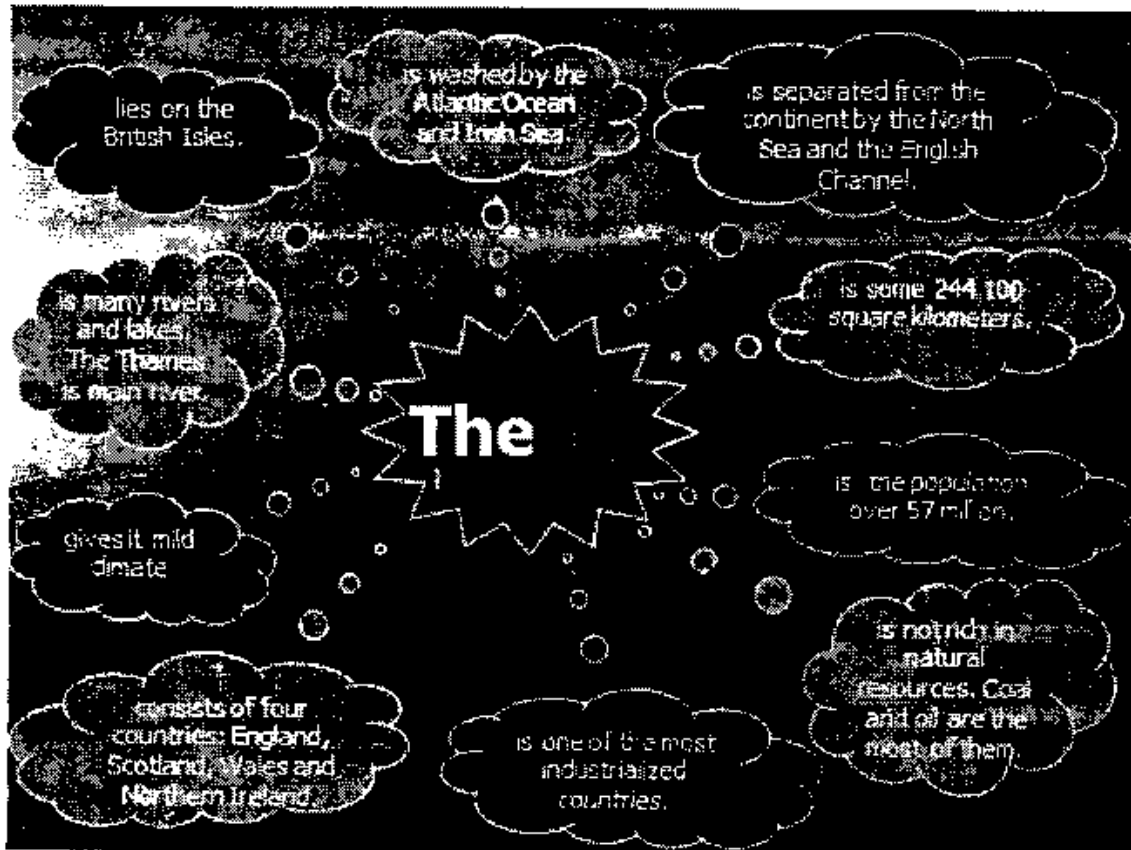 lies on the
British Isles.
is washed by the
Atlantic Ocean
and Irish Sea.
is separated from the
continent by the North
Sea and the English
Channel.
is many rivers
and lakes.
The Thames
is main river.
is some 244 100
square kilometers.
The
is the population
over 57 million.
gives it mild
climate
is not rich in
natural
resources. Coal
and oil are the
most of them.
consists of four
countries: England,
Scotland, Wales and
Northern Ireland.
is one of the most
industrialized
countries.